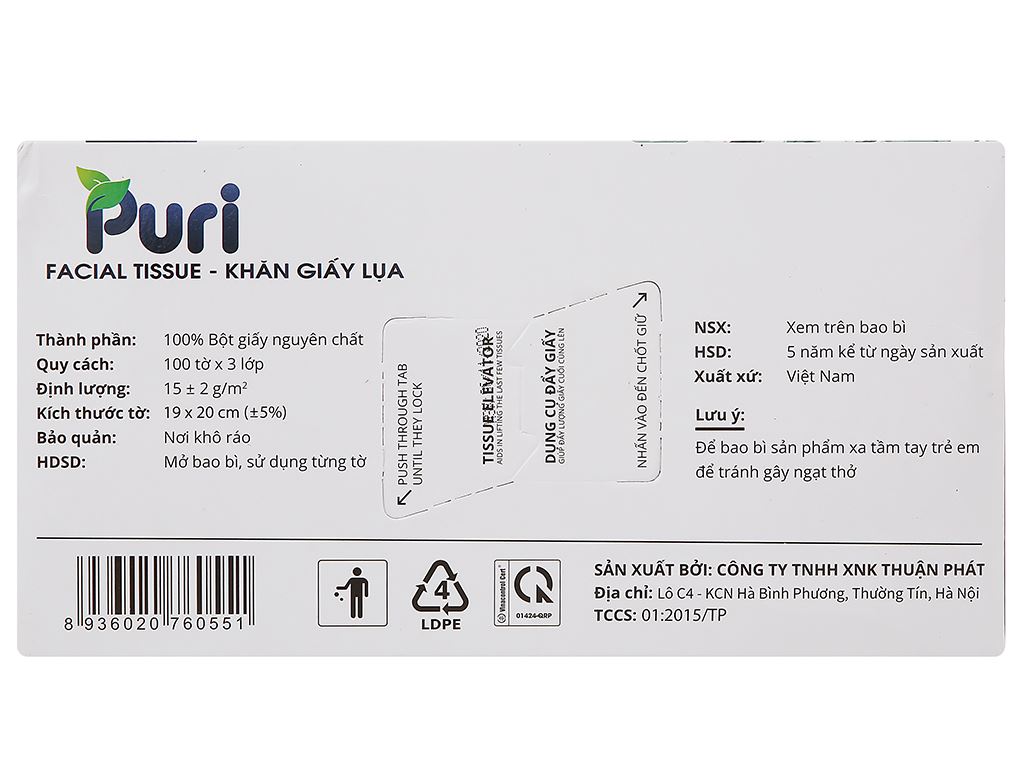 Puri
FACIAL TISSUE - KHĂN GIẤY LỤA
Thành phần: 100% Bột giấy nguyên chất
Quy cách: 100 tờ x 3 lớp
Định lượng: 15 ± 2 g/m²
Kích thước tờ: 19 x 20 cm (±5%)
Bảo quản: Nơi khô ráo
HDSD: Mở bao bì, sử dụng từng tờ
PUSH THROUGH TAB
UNTIL THEY LOCK
TISSUE ELEVATOR
AIDS IN LIFTING THE LAST FEW TISSUES
DỤNG CỤ ĐẨY GIẤY
GIÚP ĐẨY LƯỢNG GIẤY CUỐI CÙNG LÊN
NHẤN VÀO ĐẾN CHỐT GIỮ
NSX: Xem trên bao bì
HSD: 5 năm kể từ ngày sản xuất
Xuất xứ: Việt Nam
Lưu ý:
Để bao bì sản phẩm xa tầm tay trẻ em
để tránh gây ngạt thở
8 936020 760551
4
LDPE
Vinacontrol Cert
01424-QRP
SẢN XUẤT BỞI: CÔNG TY TNHH XNK THUẬN PHÁT
Địa chỉ: Lô C4 - KCN Hà Bình Phương, Thường Tín, Hà Nội
TCCS: 01:2015/TP